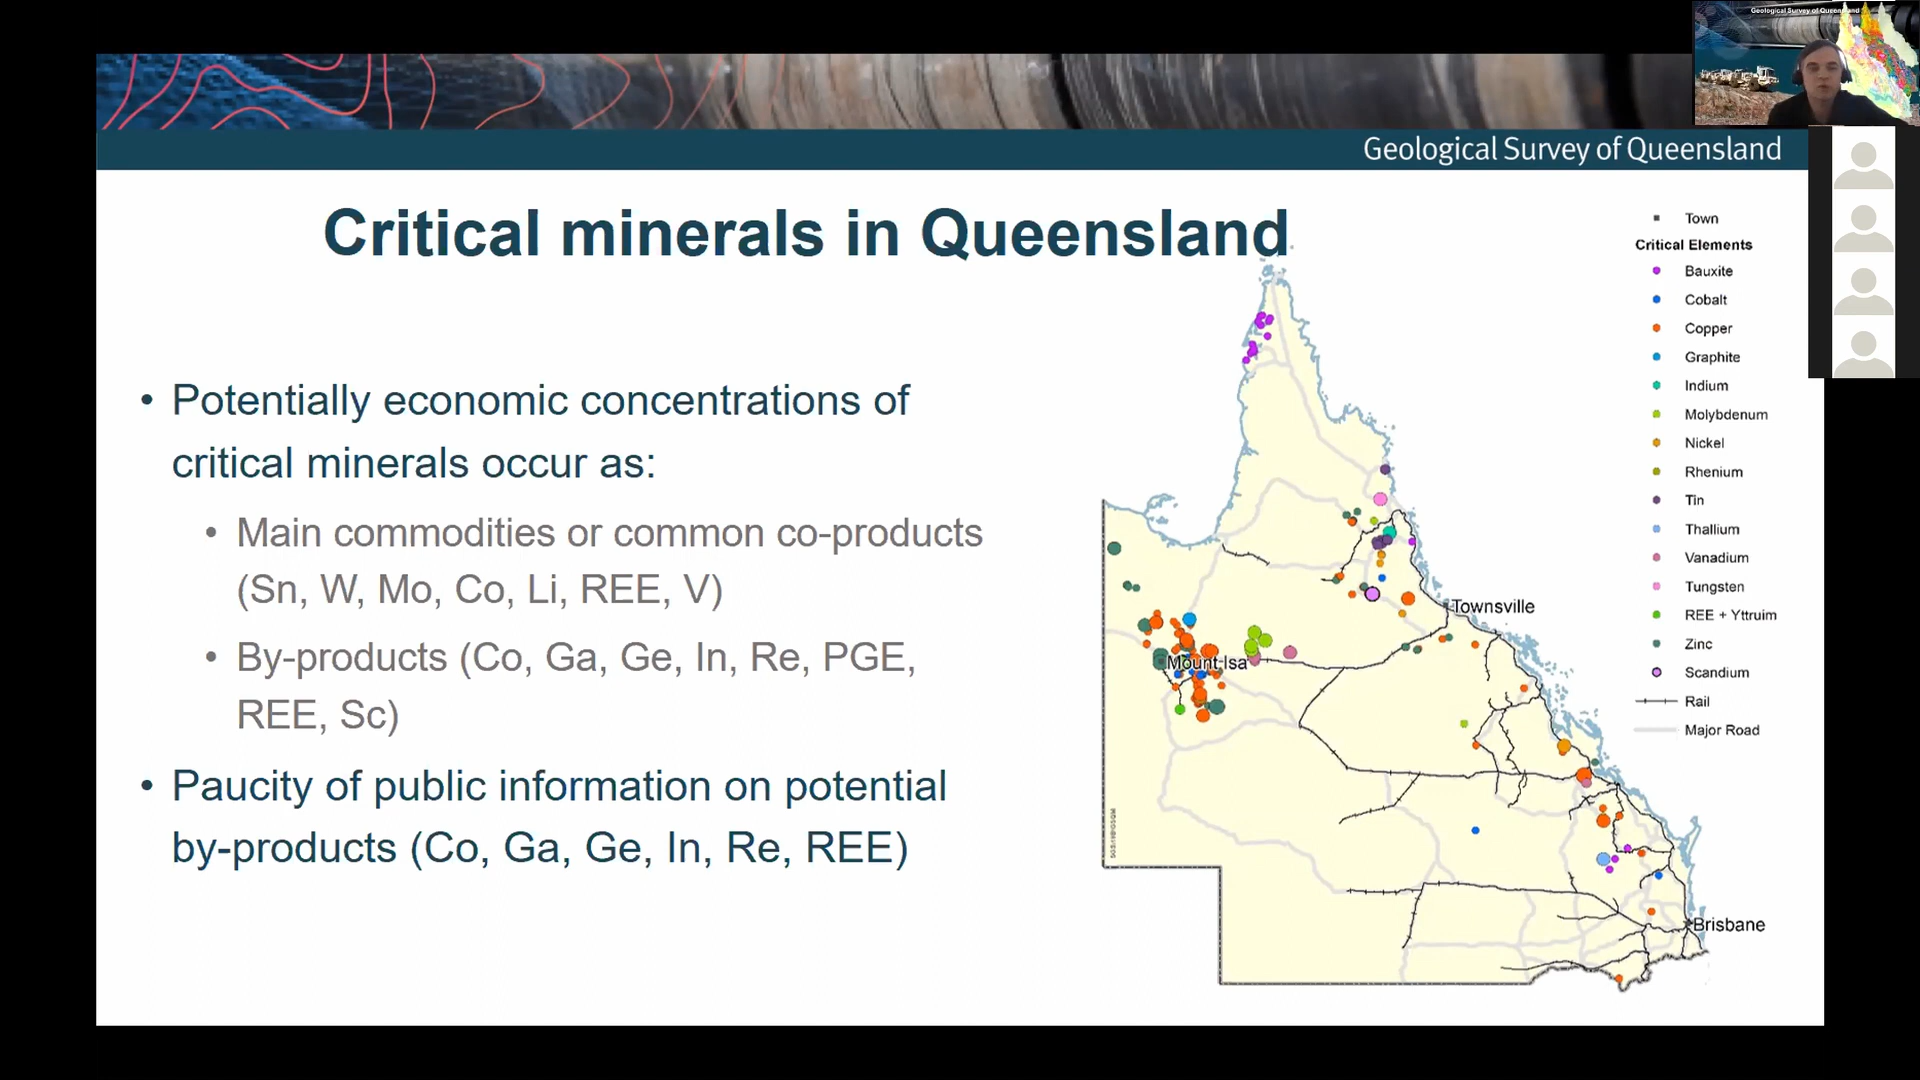 Geological Survey of Queensland
Geological Survey of Queensland
Critical minerals in Queensland
• Potentially economic concentrations of
critical minerals occur as:
• Main commodities or common co-products
(Sn, W, Mo, Co, Li, REE, V)
• By-products (Co, Ga, Ge, In, Re, PGE,
REE, Sc)
• Paucity of public information on potential
by-products (Co, Ga, Ge, In, Re, REE)
Town
Critical Elements
Bauxite
Cobalt
Copper
Graphite
Indium
Molybdenum
Nickel
Rhenium
Tin
Thallium
Vanadium
Tungsten
REE + Yttruim
Zinc
Scandium
Rail
Major Road
Townsville
Mount Isa
Brisbane